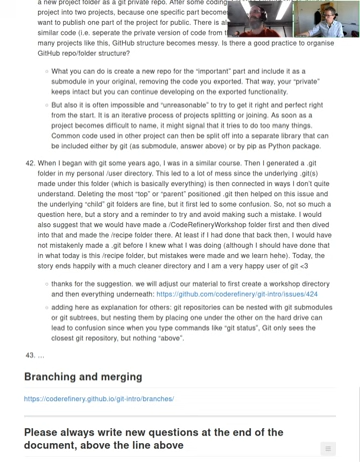 a new project folder as a git private repo. After some coding
project into two projects, because one specific part become
want to publish one part of the project for public. There is al
similar code (i.e. seperate the private version of code from t
many projects like this, GitHub structure becomes messy. Is there a good practice to organise
GitHub repo/folder structure?
What you can do is create a new repo for the “important” part and include it as a
submodule in your original, removing the code you exported. That way, your “private”
keeps intact but you can continue developing on the exported functionality.
But also it is often impossible and “unreasonable” to try to get it right and perfect right
from the start. It is an iterative process of projects splitting or joining. As soon as a
project becomes difficult to name, it might signal that it tries to do too many things.
Common code used in other project can then be split off into a separate library that can
be included either by git (as submodule, answer above) or by pip as Python package.
42. When I began with git some years ago, I was in a similar course. Then I generated a .git
folder in my personal /user directory. This led to a lot of mess since the underlying .git(s)
made under this folder (which is basically everything) is then connected in ways I don't quite
understand. Deleting the most “top” or “parent” positioned .git then helped on this issue and
the underlying “child” git folders are fine, but it first led to some confusion. So, not so much a
question here, but a story and a reminder to try and avoid making such a mistake. I would
also suggest that we would have made a /CodeRefineryWorkshop folder first and then dived
into that and made the /recipe folder there. At least if I had done that back then, I would have
not mistakenly made a .git before I knew what I was doing (although I should have done that
in what today is this /recipe folder, but mistakes were made and we learn hehe). Today, the
story ends happily with a much cleaner directory and I am a very happy user of git <3
thanks for the suggestion. we will adjust our material to first create a workshop directory
and then everything underneath: https://github.com/coderefinery/git-intro/issues/424
adding here as explanation for others: git repositories can be nested with git submodules
or git subtrees, but nesting them by placing one under the other on the hard drive can
lead to confusion since when you type commands like “git status”, Git only sees the
closest git repository, but nothing “above”.
43. ...
Branching and merging
https://coderefinery.github.io/git-intro/branches/
Please always write new questions at the end of the
document, above the line above